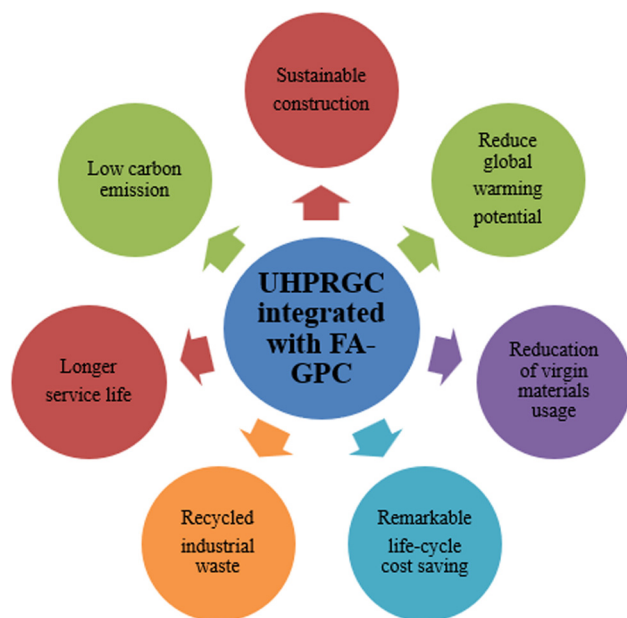 Sustainable
construction
Reduce
global
warming
potential
Reducation
of virgin
materials
usage
Remarkable
life-cycle
cost saving
Recycled
industrial
waste
Longer
service life
Low carbon
emission
UHPRGC
integrated
with FA-
GPC